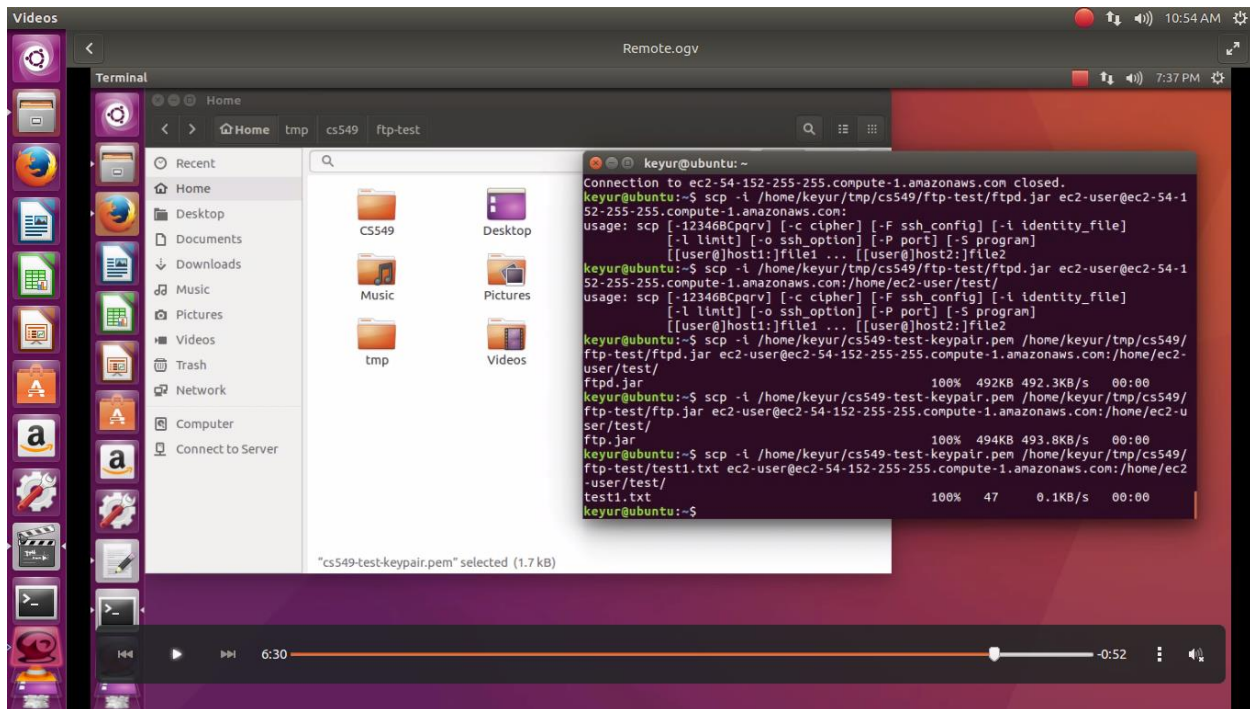 Videos
10:54 AM
Remote.ogv
Terminal
7:37 PM
Home
Home tmp cs549 ftp-test
Recent
Home
Desktop
Documents
Downloads
Music
Pictures
Videos
Trash
Network
Computer
Connect to Server
CS549
Desktop
Music
Pictures
tmp
Videos
"cs549-test-keypair.pem" selected (1.7 kB)
keyur@ubuntu: ~
Connection to ec2-54-152-255-255.compute-1.amazonaws.com closed.
keyur@ubuntu:~$ scp -i /home/keyur/tmp/cs549/ftp-test/ftpd.jar ec2-user@ec2-54-1
52-255-255.compute-1.amazonaws.com:
usage: scp [-12346BCpqrv] [-c cipher] [-F ssh_config] [-i identity_file]
[-l limit] [-o ssh_option] [-P port] [-S program]
[[user@]host1:]file1 ... [[user@]host2:]file2
keyur@ubuntu:~$ scp -i /home/keyur/tmp/cs549/ftp-test/ftpd.jar ec2-user@ec2-54-1
52-255-255.compute-1.amazonaws.com:/home/ec2-user/test/
usage: scp [-12346BCpqrv] [-c cipher] [-F ssh_config] [-i identity_file]
[-l limit] [-o ssh_option] [-P port] [-S program]
[[user@]host1:]file1 ... [[user@]host2:]file2
keyur@ubuntu:~$ scp -i /home/keyur/cs549-test-keypair.pem /home/keyur/tmp/cs549/
ftp-test/ftpd.jar ec2-user@ec2-54-152-255-255.compute-1.amazonaws.com:/home/ec2-
user/test/
ftpd.jar 100% 492KB 492.3KB/s 00:00
keyur@ubuntu:~$ scp -i /home/keyur/cs549-test-keypair.pem /home/keyur/tmp/cs549/
ftp-test/ftp.jar ec2-user@ec2-54-152-255-255.compute-1.amazonaws.com:/home/ec2-u
ser/test/
ftp.jar 100% 494KB 493.8KB/s 00:00
keyur@ubuntu:~$ scp -i /home/keyur/cs549-test-keypair.pem /home/keyur/tmp/cs549/
ftp-test/test1.txt ec2-user@ec2-54-152-255-255.compute-1.amazonaws.com:/home/ec2
-user/test/
test1.txt 100% 47 0.1KB/s 00:00
keyur@ubuntu:~$
6:30
-0:52